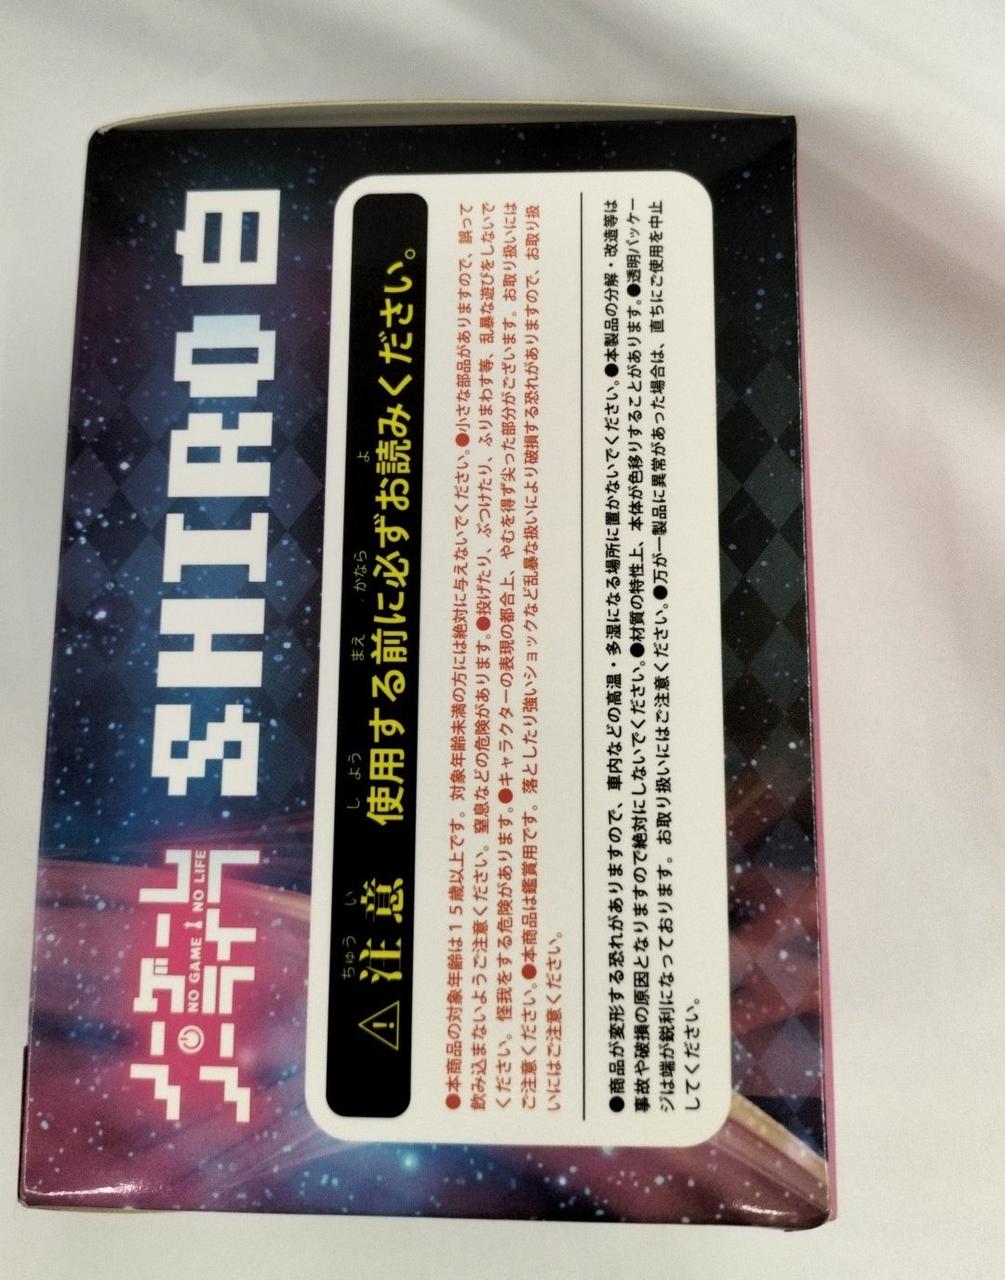 ノーゲーム
NO GAME NO LIFE
ノーライフ
SHIRO 白
ちゅう い し よう まえ かなら よ
注意 使用する前に必ずお読みください。
●本商品の対象年齢は15歳以上です。対象年齢未満の方には絶対に与えないでください。●小さな部品がありますので、誤って
飲み込まないようご注意ください。窒息などの危険があります。●投げたり、ぶつけたり、ふりまわす等、乱暴な遊びをしないで
ください。怪我をする危険があります。●キャラクターの表現の都合上、やむを得ず尖った部分がございます。お取り扱いには
ご注意ください。●本商品は鑑賞用です。落としたり強いショックなど乱暴な扱いにより破損する恐れがありますので、お取り扱
いにはご注意ください。
●商品が変形する恐れがありますので、車内などの高温・多湿になる場所に置かないでください。●本製品の分解・改造等は
事故や破損の原因となりますので絶対にしないでください。●材質の特性上、本体が色移りすることがあります。●透明パッケー
ジは端が鋭利になっております。お取り扱いにはご注意ください。●万が一製品に異常があった場合は、直ちにご使用を中止
してください。